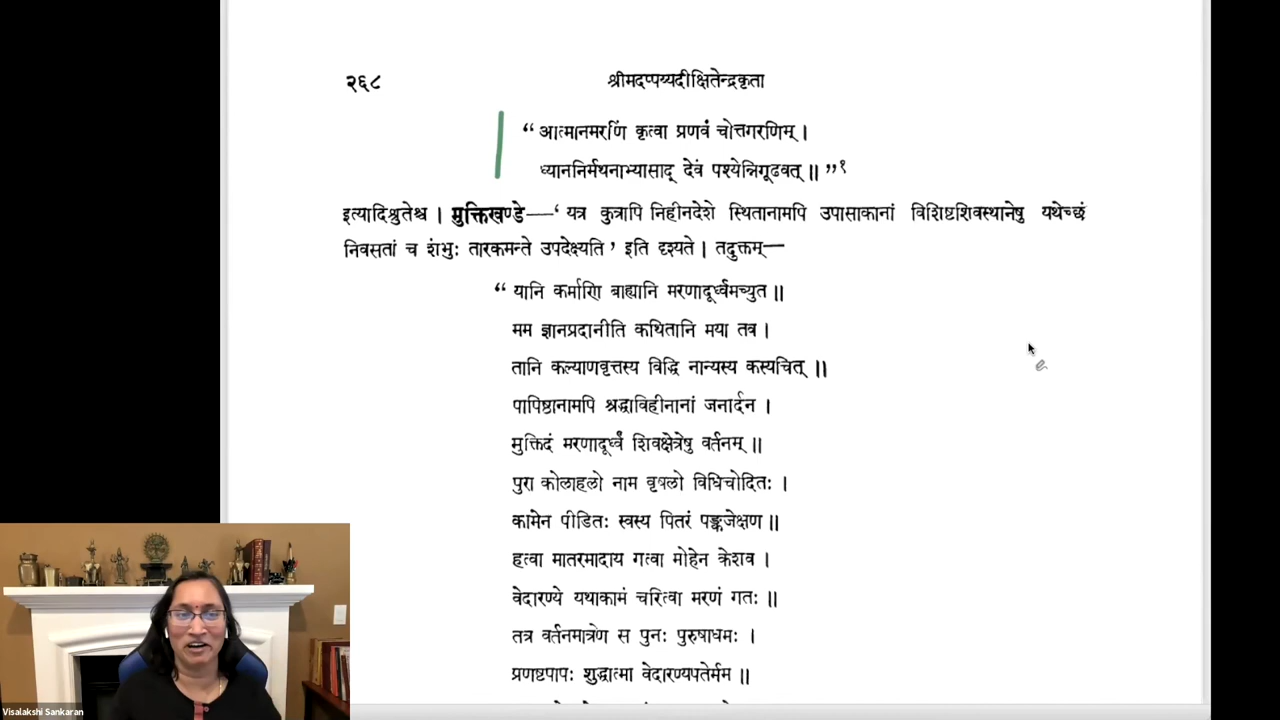 २६८ श्रीमदप्पय्यदीक्षितेन्द्रकृता
“ आत्मानमरणिं कृत्वा प्रणवं चोत्तरारणिम् ।
ध्याननिर्मथनाभ्यासाद् देवं पश्येन्निगूढवत् ॥ ”१
इत्यादिश्रुतेश्च । मुक्तिखण्डे—‘ यत्र कुत्रापि निहीनदेशे स्थितानामपि उपासाकानां विशिष्टशिवस्थानेषु यथेच्छं
निवसतां च शंभुः तारकमन्ते उपदेक्ष्यति ’ इति दृश्यते । तदुक्तम्—
“ यानि कर्माणि बाह्यानि मरणादूर्ध्वमच्युत ॥
मम ज्ञानप्रदानीति कथितानि मया तव ।
तानि कल्याणवृत्तस्य विद्धि नान्यस्य कस्यचित् ॥
पापिष्ठानामपि श्रद्धाविहीनानां जनार्दन ।
मुक्तिदं मरणादूर्ध्वं शिवक्षेत्रेषु वर्तनम् ॥
पुरा कोलाहलो नाम वृषलो विधिचोदितः ।
कामेन पीडितः स्वस्य पितरं पङ्कजेक्षण ॥
हत्वा मातरमादाय गत्वा मोहेन केशव ।
वेदारण्ये यथाकामं चरित्वा मरणं गतः ॥
तत्र वर्तनमात्रेण स पुनः पुरुषाधमः ।
प्रणष्टपापः शुद्धात्मा वेदारण्यपतेर्मम ॥
Visalakshi Sankaran